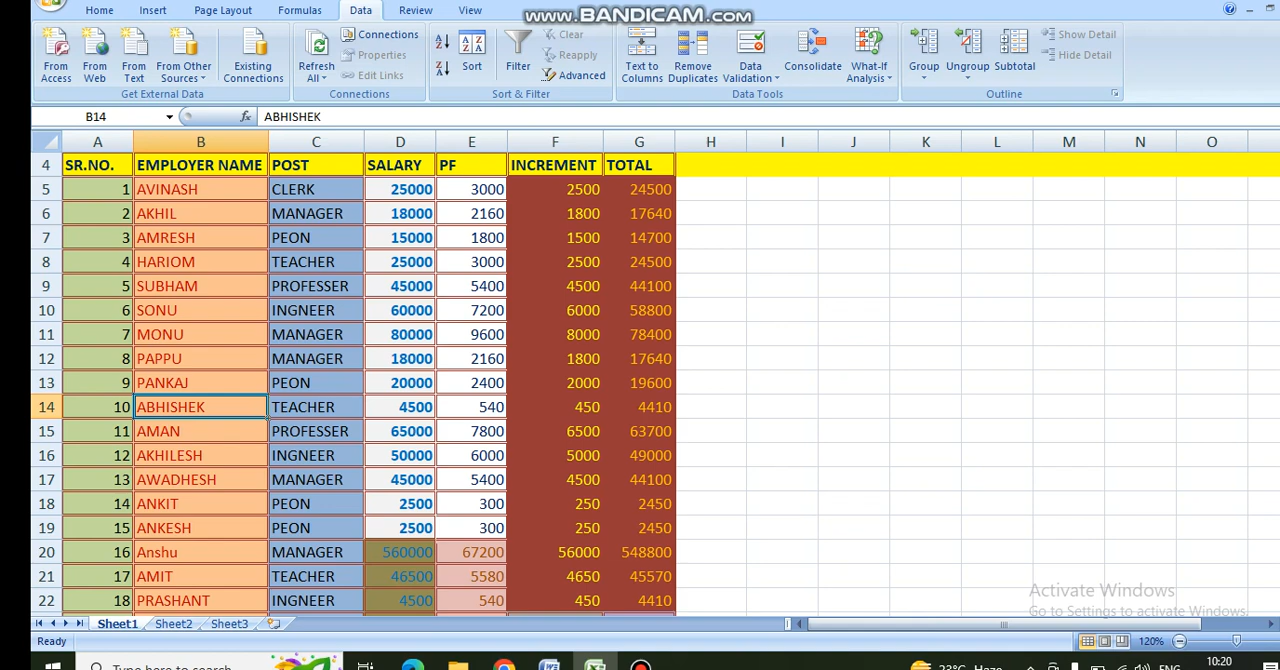 www.BANDICAM.com
Home Insert Page Layout Formulas Data Review View
From Access
From Web
From Text
From Other Sources
Existing Connections
Get External Data
Refresh All
Connections
Properties
Edit Links
Connections
Sort
Filter
Clear
Reapply
Advanced
Sort & Filter
Text to Columns
Remove Duplicates
Data Validation
Consolidate
What-If Analysis
Data Tools
Group
Ungroup
Subtotal
Show Detail
Hide Detail
Outline
B14 fx ABHISHEK
A B C D E F G H I J K L M N O
4 SR.NO. EMPLOYER NAME POST SALARY PF INCREMENT TOTAL
5 1 AVINASH CLERK 25000 3000 2500 24500
6 2 AKHIL MANAGER 18000 2160 1800 17640
7 3 AMRESH PEON 15000 1800 1500 14700
8 4 HARIOM TEACHER 25000 3000 2500 24500
9 5 SUBHAM PROFESSER 45000 5400 4500 44100
10 6 SONU INGNEER 60000 7200 6000 58800
11 7 MONU MANAGER 80000 9600 8000 78400
12 8 PAPPU MANAGER 18000 2160 1800 17640
13 9 PANKAJ PEON 20000 2400 2000 19600
14 10 ABHISHEK TEACHER 4500 540 450 4410
15 11 AMAN PROFESSER 65000 7800 6500 63700
16 12 AKHILESH INGNEER 50000 6000 5000 49000
17 13 AWADHESH MANAGER 45000 5400 4500 44100
18 14 ANKIT PEON 2500 300 250 2450
19 15 ANKESH PEON 2500 300 250 2450
20 16 Anshu MANAGER 560000 67200 56000 548800
21 17 AMIT TEACHER 46500 5580 4650 45570
22 18 PRASHANT INGNEER 4500 540 450 4410
Activate Windows
Go to Settings to activate Windows.
Sheet1 Sheet2 Sheet3
Ready 120%
Type here to search 23°C Haze 10:20